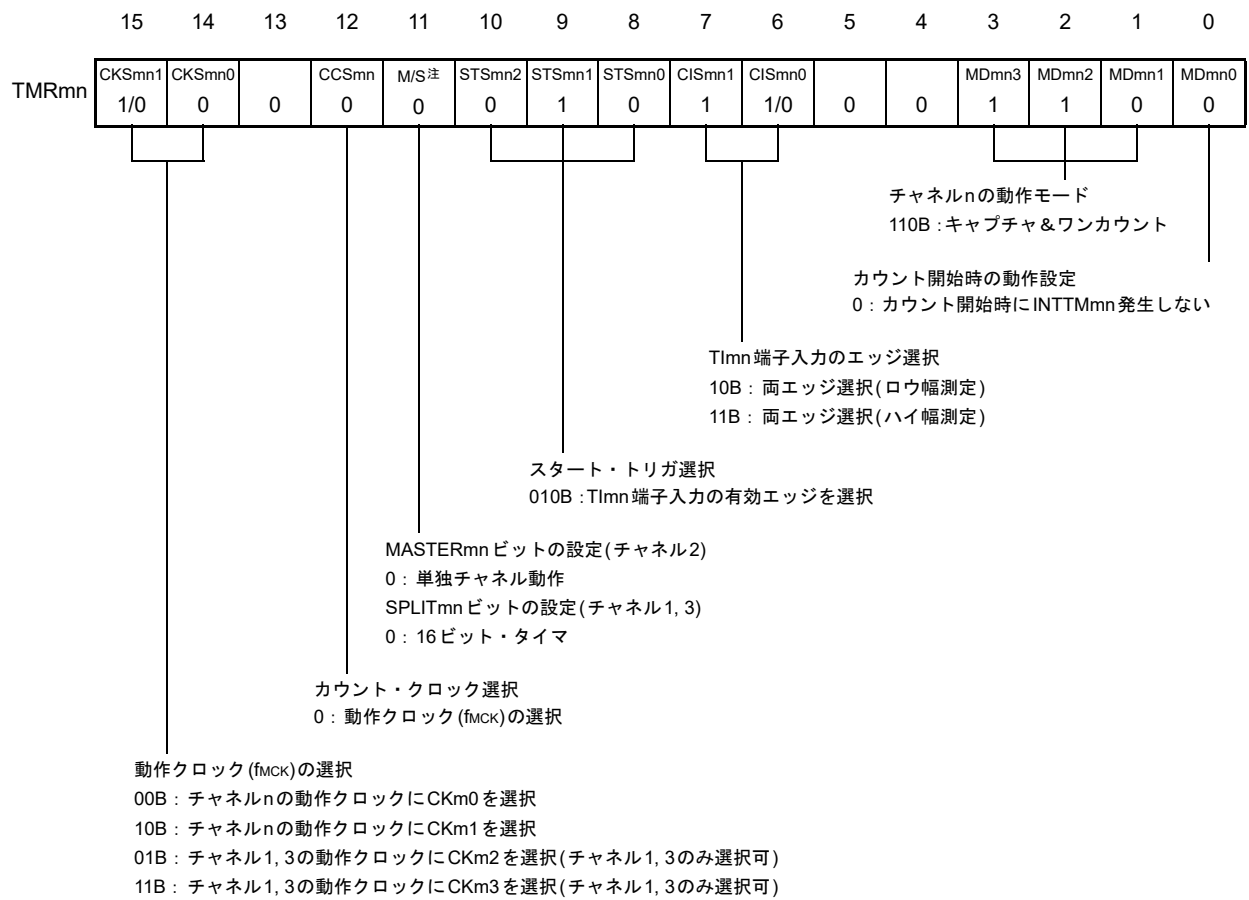 15 14 13 12 11 10 9 8 7 6 5 4 3 2 1 0
TMRmn
CKSmn1 CKSmn0 CCSmn M/S注 STSmn2 STSmn1 STSmn0 CISmn1 CISmn0 MDmn3 MDmn2 MDmn1 MDmn0
1/0 0 0 0 0 0 1 0 1 1/0 0 0 1 1 0 0
チャネルnの動作モード
110B：キャプチャ＆ワンカウント
カウント開始時の動作設定
0：カウント開始時にINTTMmn発生しない
TImn端子入力のエッジ選択
10B：両エッジ選択(ロウ幅測定)
11B：両エッジ選択(ハイ幅測定)
スタート・トリガ選択
010B：TImn端子入力の有効エッジを選択
MASTERmnビットの設定(チャネル2)
0：単独チャネル動作
SPLITmnビットの設定(チャネル1, 3)
0：16ビット・タイマ
カウント・クロック選択
0：動作クロック(fMCK)の選択
動作クロック(fMCK)の選択
00B：チャネルnの動作クロックにCKm0を選択
10B：チャネルnの動作クロックにCKm1を選択
01B：チャネル1, 3の動作クロックにCKm2を選択(チャネル1, 3のみ選択可)
11B：チャネル1, 3の動作クロックにCKm3を選択(チャネル1, 3のみ選択可)